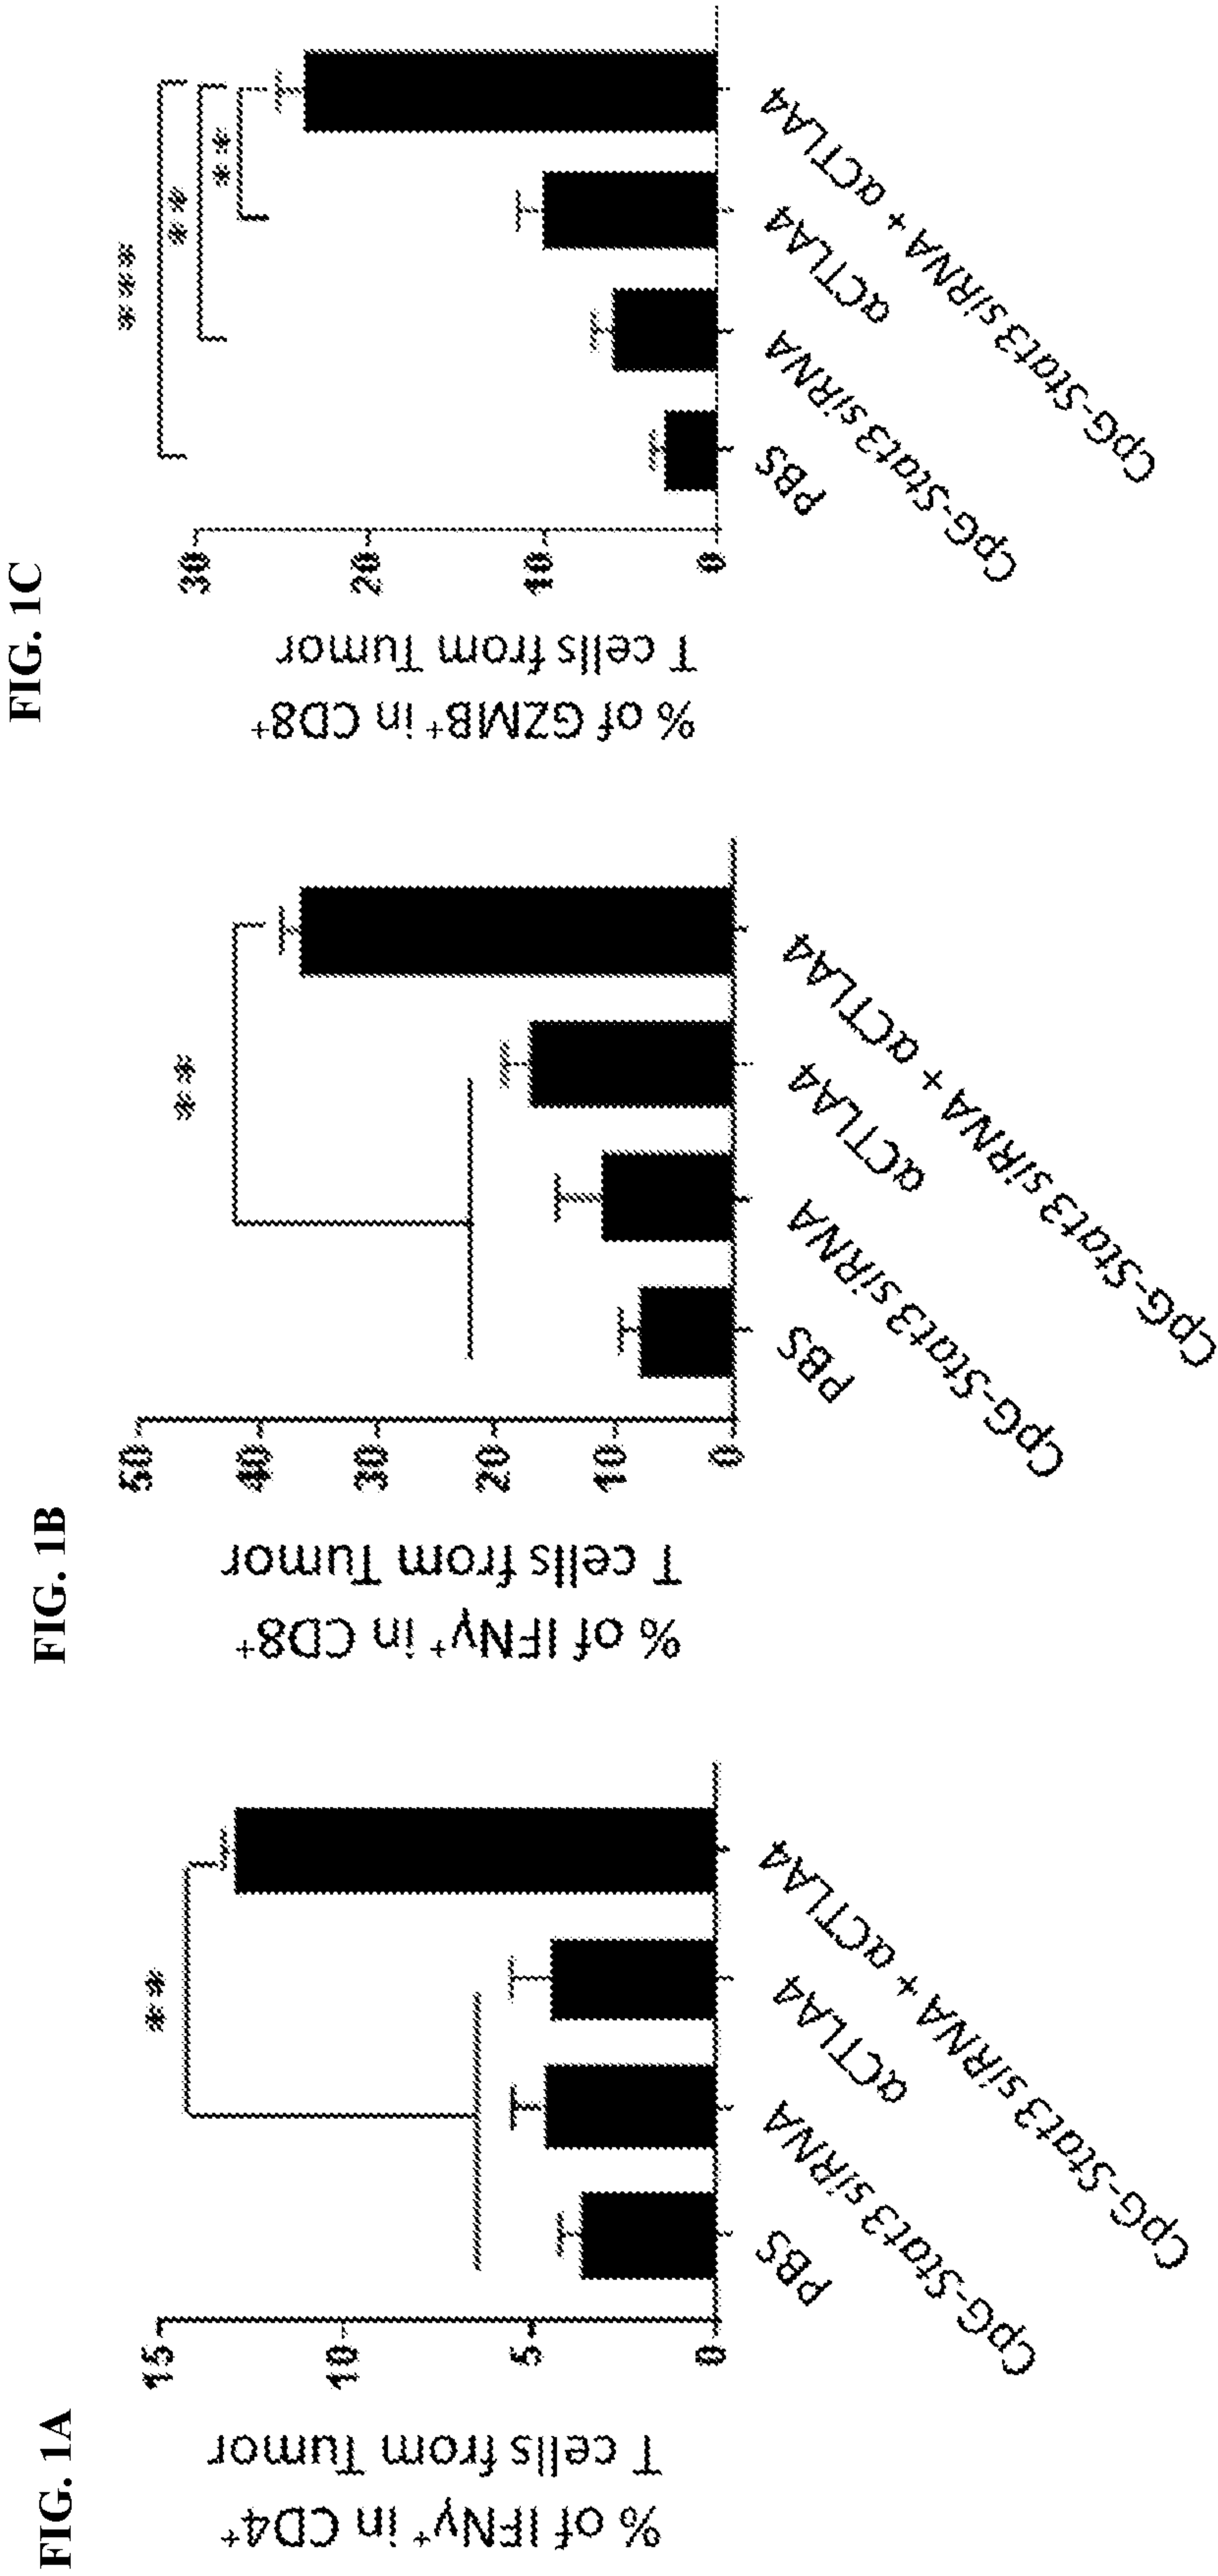 FIG. 1A
% of IFNγ⁺ in CD4⁺
T cells from Tumor
15
10
5
0
**
PBS
CpG-Stat3 siRNA
αCTLA4
CpG-Stat3 siRNA + αCTLA4
FIG. 1B
% of IFNγ⁺ in CD8⁺
T cells from Tumor
50
40
30
20
10
0
**
PBS
CpG-Stat3 siRNA
αCTLA4
CpG-Stat3 siRNA + αCTLA4
FIG. 1C
% of GZMB⁺ in CD8⁺
T cells from Tumor
30
20
10
0
***
**
**
PBS
CpG-Stat3 siRNA
αCTLA4
CpG-Stat3 siRNA + αCTLA4